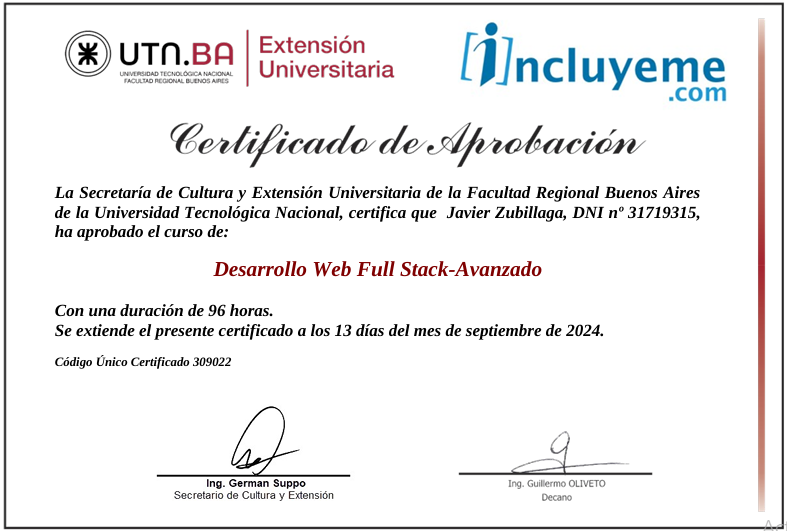 UTN.BA
UNIVERSIDAD TECNOLÓGICA NACIONAL
FACULTAD REGIONAL BUENOS AIRES
Extensión
Universitaria
incluyeme
.com
Certificado de Aprobación
La Secretaría de Cultura y Extensión Universitaria de la Facultad Regional Buenos Aires
de la Universidad Tecnológica Nacional, certifica que Javier Zubillaga, DNI nº 31719315,
ha aprobado el curso de:
Desarrollo Web Full Stack-Avanzado
Con una duración de 96 horas.
Se extiende el presente certificado a los 13 días del mes de septiembre de 2024.
Código Único Certificado 309022
Ing. German Suppo
Secretario de Cultura y Extensión
Ing. Guillermo OLIVETO
Decano